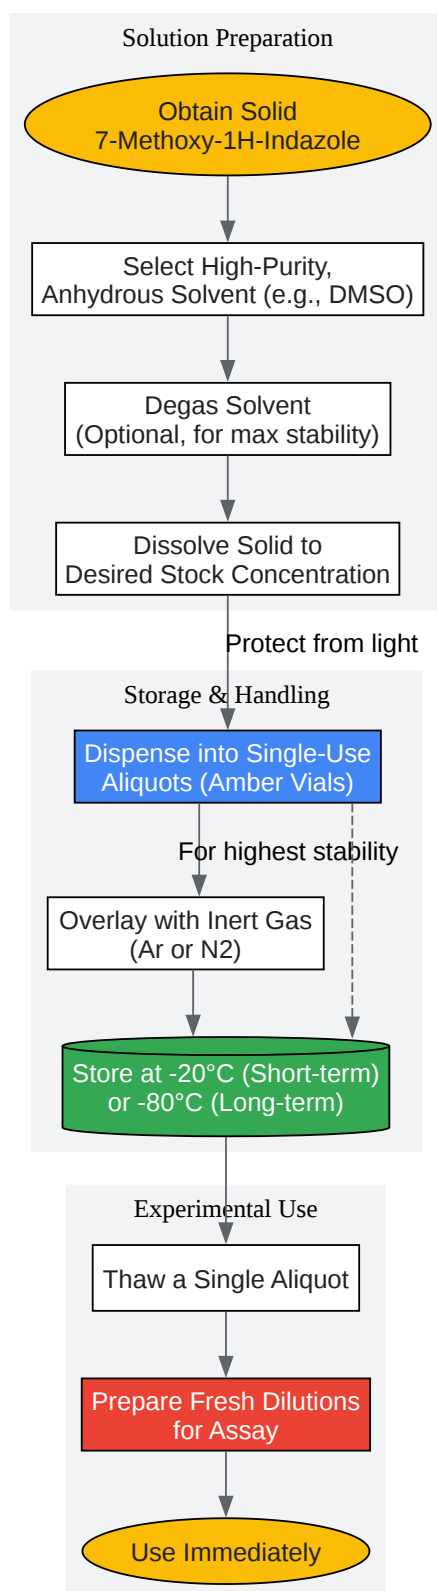 Solution Preparation
Obtain Solid
7-Methoxy-1H-Indazole
Select High-Purity,
Anhydrous Solvent (e.g., DMSO)
Degas Solvent
(Optional, for max stability)
Dissolve Solid to
Desired Stock Concentration
Protect from light
Storage & Handling
Dispense into Single-Use
Aliquots (Amber Vials)
For highest stability
Overlay with Inert Gas
(Ar or N2)
Store at -20°C (Short-term)
or -80°C (Long-term)
Experimental Use
Thaw a Single Aliquot
Prepare Fresh Dilutions
for Assay
Use Immediately